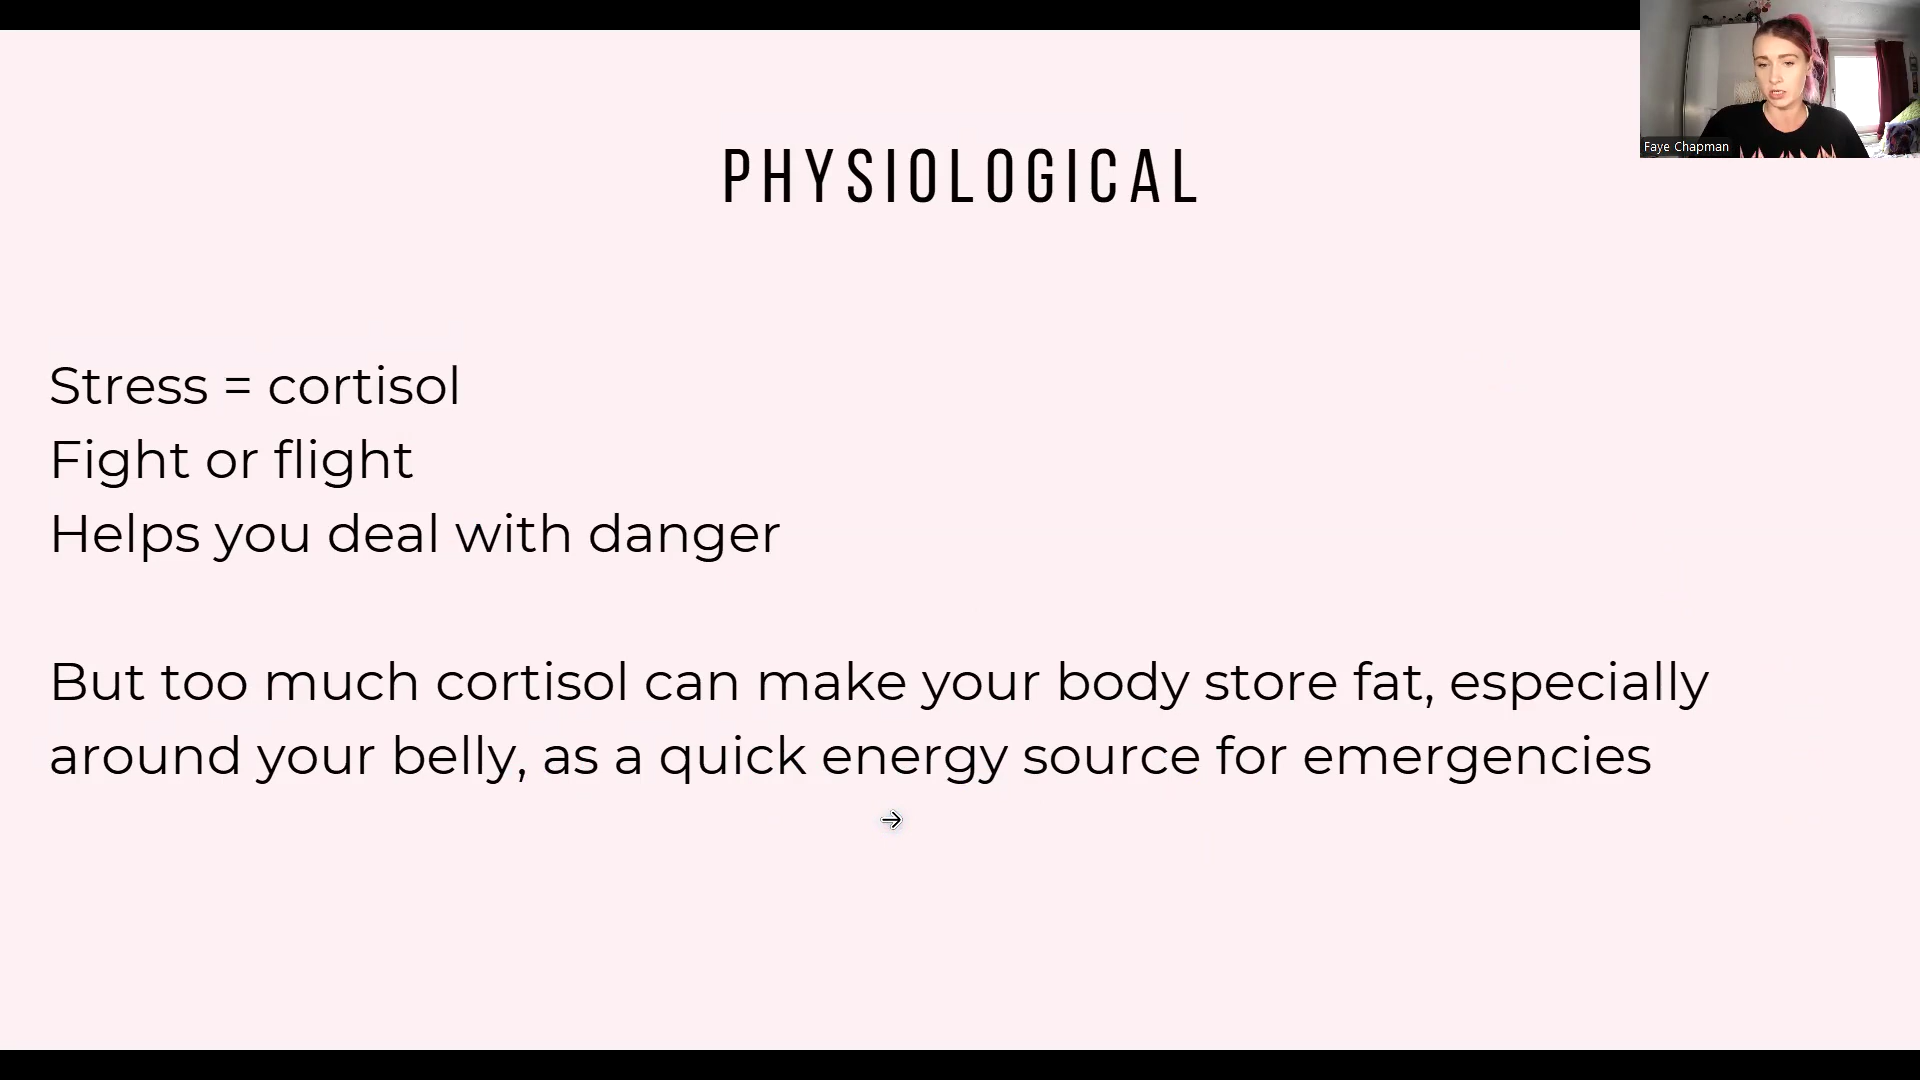 PHYSIOLOGICAL
Faye Chapman
Stress = cortisol
Fight or flight
Helps you deal with danger
But too much cortisol can make your body store fat, especially
around your belly, as a quick energy source for emergencies